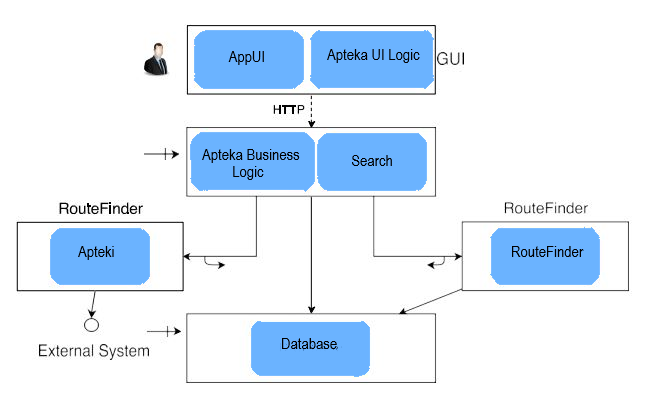 AppUI
Apteka UI Logic
GUI
HTTP
Apteka Business
Logic
Search
RouteFinder
RouteFinder
Apteki
RouteFinder
External System
Database